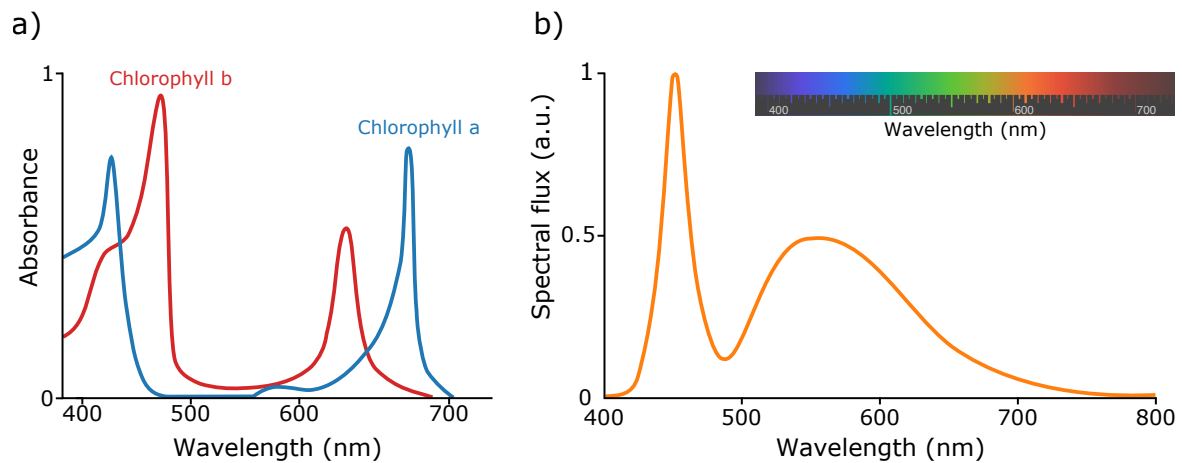 a)
b)
1
Chlorophyll b
Chlorophyll a
Absorbance
0
400
500
600
700
Wavelength (nm)
1
0.5
0
Spectral flux (a.u.)
400
500
600
700
Wavelength (nm)
400
500
600
700
800
Wavelength (nm)